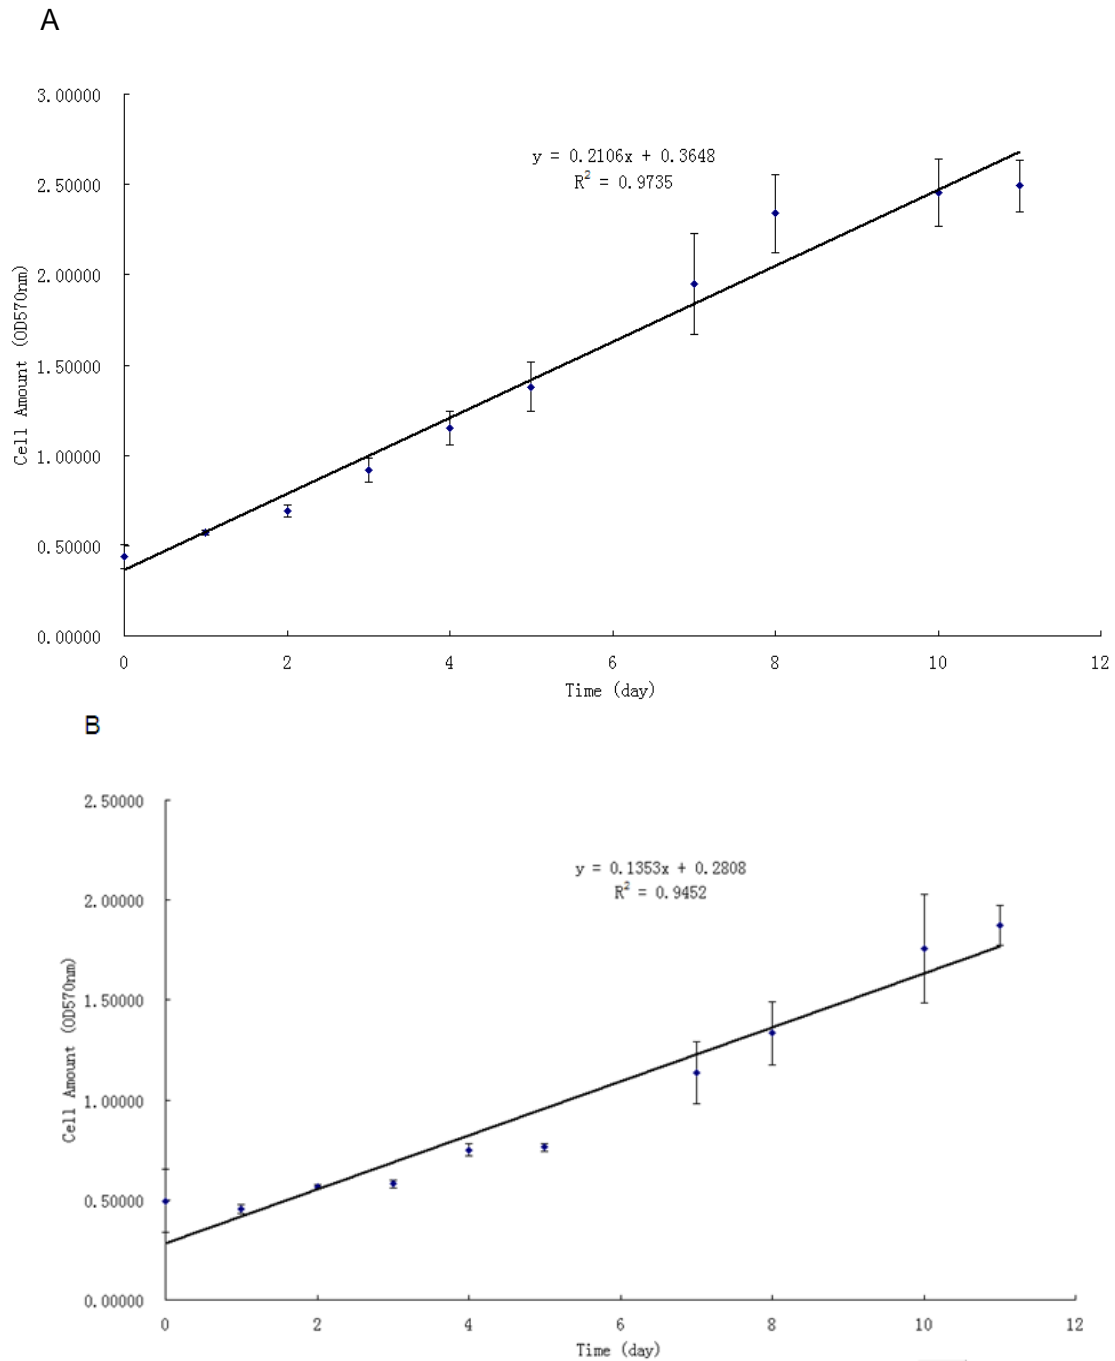 A
3.00000
y = 0.2106x + 0.3648
R² = 0.9735
2.50000
2.00000
Cell Amount (OD570nm)
1.50000
1.00000
0.50000
0.00000
0 2 4 6 8 10 12
Time (day)
B
2.50000
y = 0.1353x + 0.2808
R² = 0.9452
2.00000
Cell Amount (OD570nm)
1.50000
1.00000
0.50000
0.00000
0 2 4 6 8 10 12
Time (day)